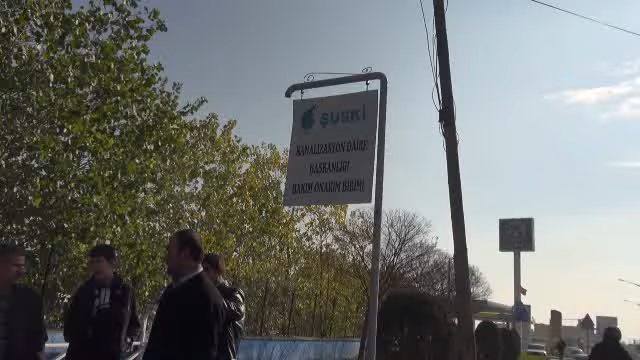 ŞUSKİ
KANALİZASYON DAİRE
BAŞKANLIĞI
BAKIM ONARIM BİRİMİ